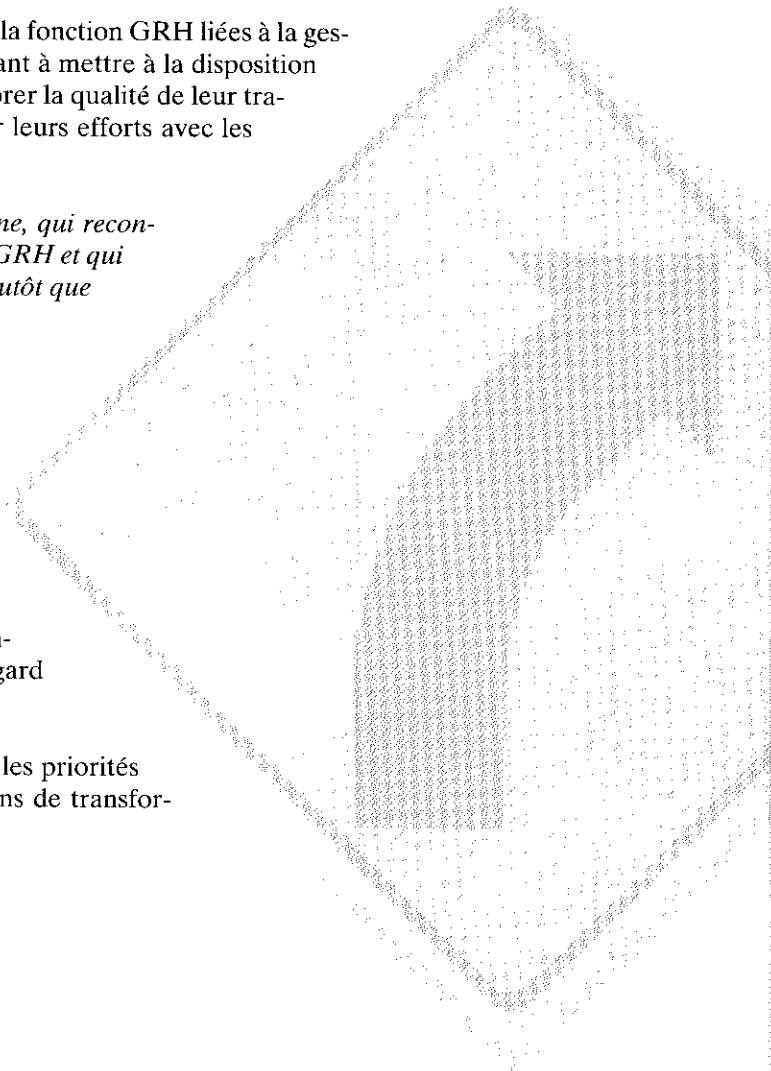 la fonction GRH liées à la ges-
ant à mettre à la disposition
orer la qualité de leur tra-
r leurs efforts avec les
ne, qui recon-
GRH et qui
utôt que
gard
les priorités
ns de transfor-